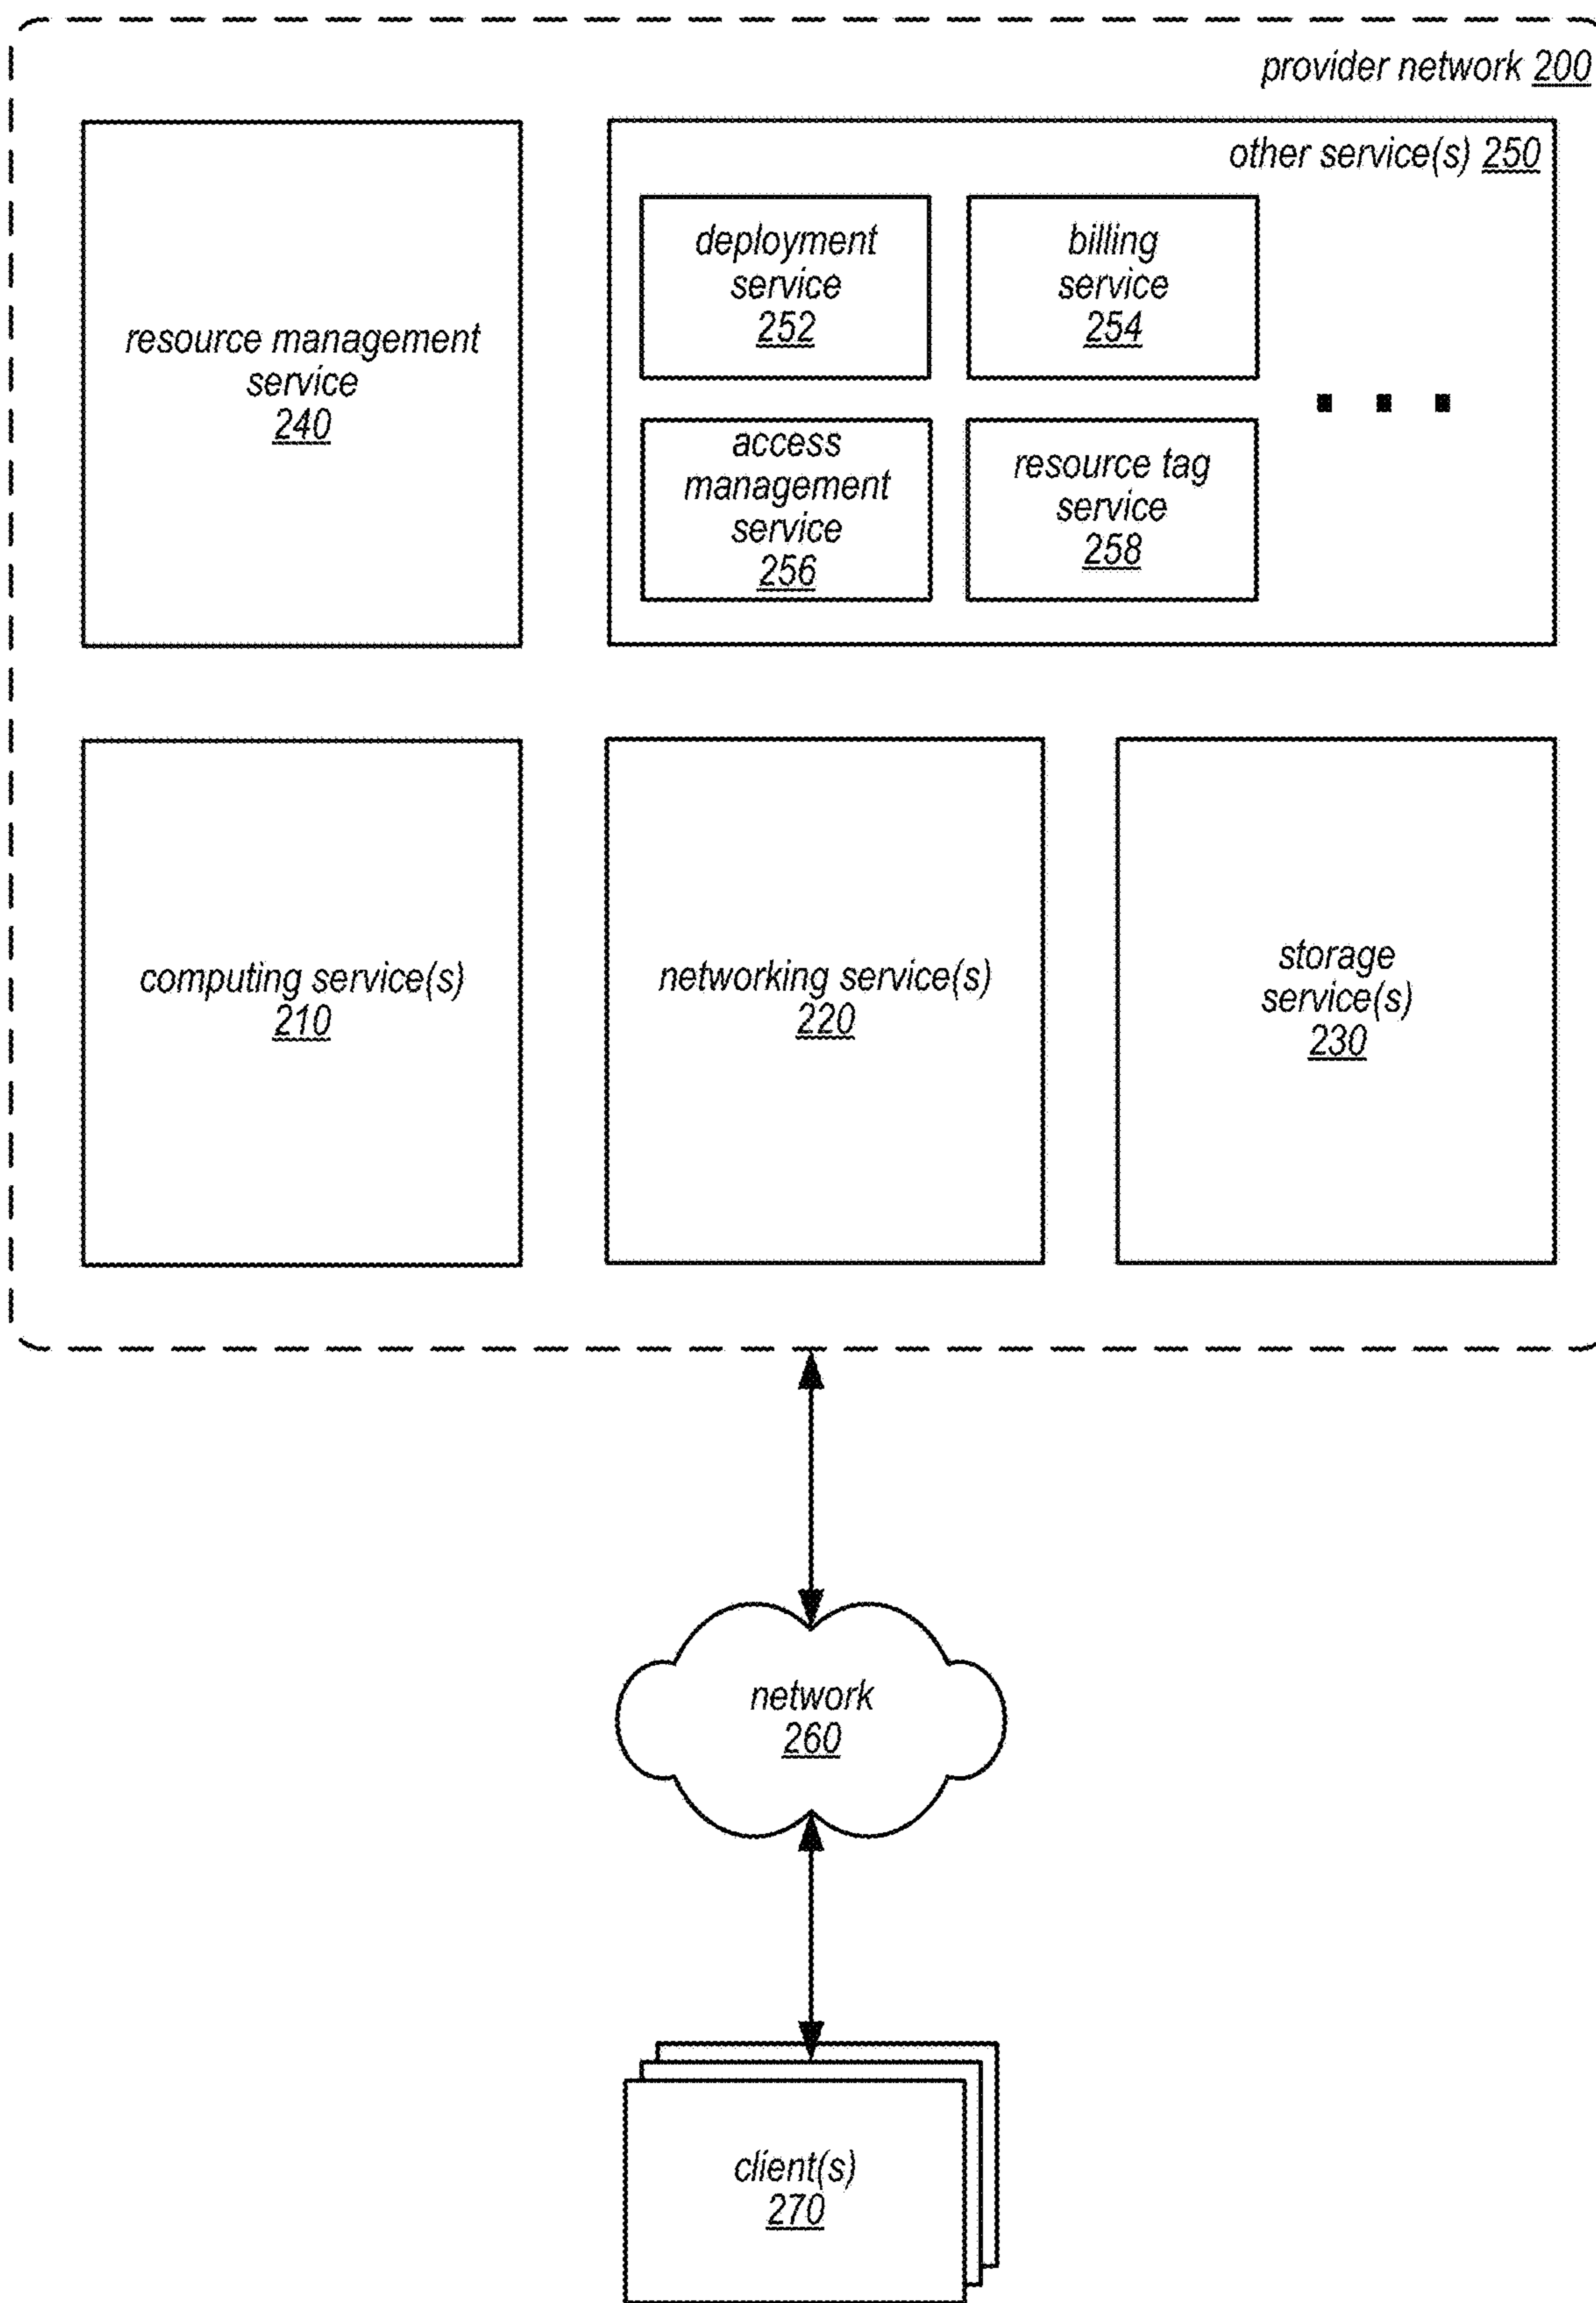 provider network 200
resource management
service
240
other service(s) 250
deployment
service
252
billing
service
254
access
management
service
256
resource tag
service
258
computing service(s)
210
networking service(s)
220
storage
service(s)
230
network
260
client(s)
270